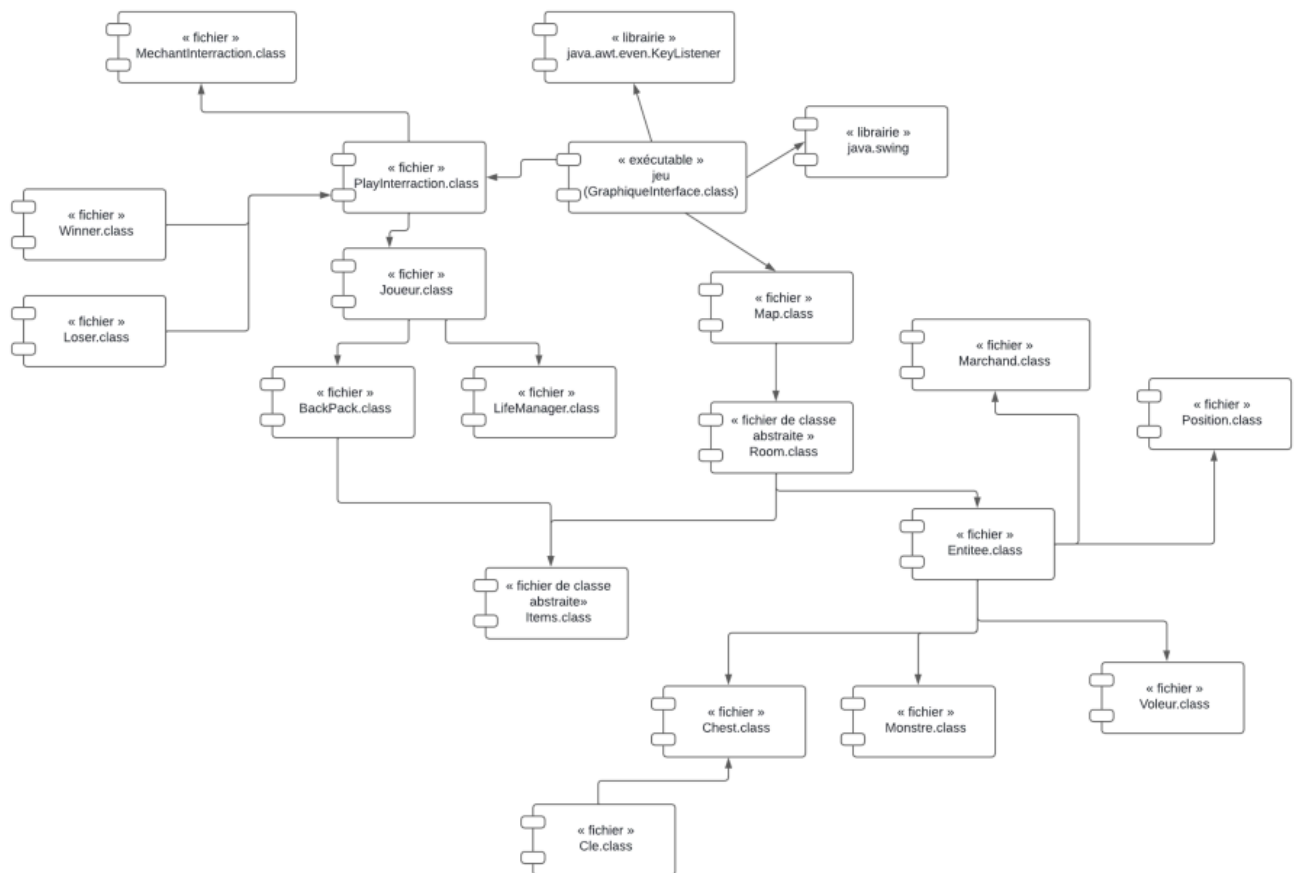 « fichier »
MechantInterraction.class
« librairie »
java.awt.even.KeyListener
« librairie »
java.swing
« fichier »
PlayInterraction.class
« exécutable »
jeu
(GraphiqueInterface.class)
« fichier »
Winner.class
« fichier »
Joueur.class
« fichier »
Map.class
« fichier »
Loser.class
« fichier »
Marchand.class
« fichier »
BackPack.class
« fichier »
LifeManager.class
« fichier »
Position.class
« fichier de classe
abstraite »
Room.class
« fichier »
Entitee.class
« fichier de classe
abstraite»
Items.class
« fichier »
Chest.class
« fichier »
Monstre.class
« fichier »
Voleur.class
« fichier »
Cle.class